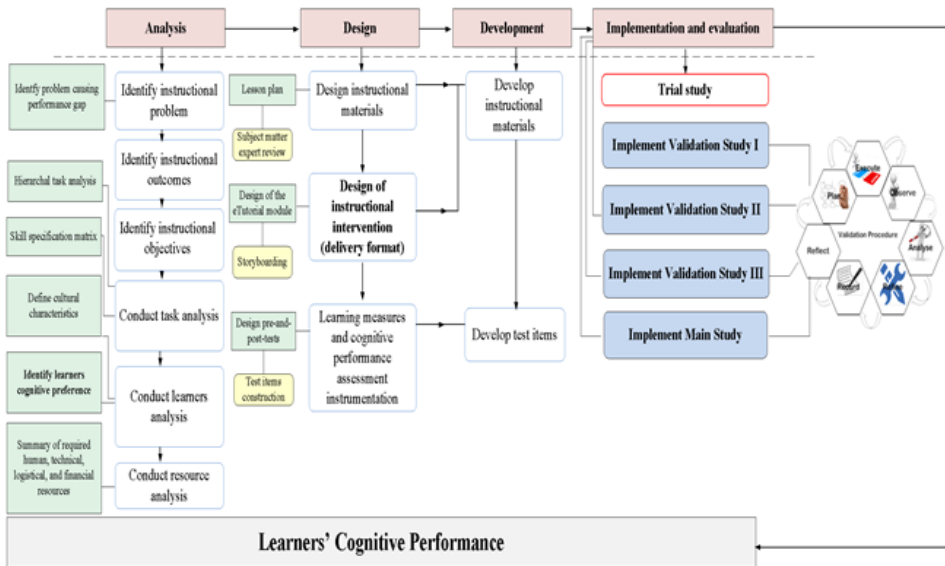 Analysis
Design
Development
Implementation and evaluation
Identify problem causing
performance gap
Hierarchal task analysis
Skill specification matrix
Define cultural
characteristics
Identify learners
cognitive preference
Summary of required
human, technical,
logistical, and financial
resources
Identify instructional
problem
Identify instructional
outcomes
Identify instructional
objectives
Conduct task analysis
Conduct learners
analysis
Conduct resource
analysis
Lesson plan
Subject matter
expert review
Design of the
eTutorial module
Storyboarding
Design pre-and-
post-tests
Test items
construction
Design instructional
materials
Design of
instructional
intervention
(delivery format)
Learning measures
and cognitive
performance
assessment
instrumentation
Develop
instructional
materials
Develop test items
Trial study
Implement Validation Study I
Implement Validation Study II
Implement Validation Study III
Implement Main Study
Execute
Plan
Observe
Validation Procedure
Reflect
Analyse
Record
Learners' Cognitive Performance